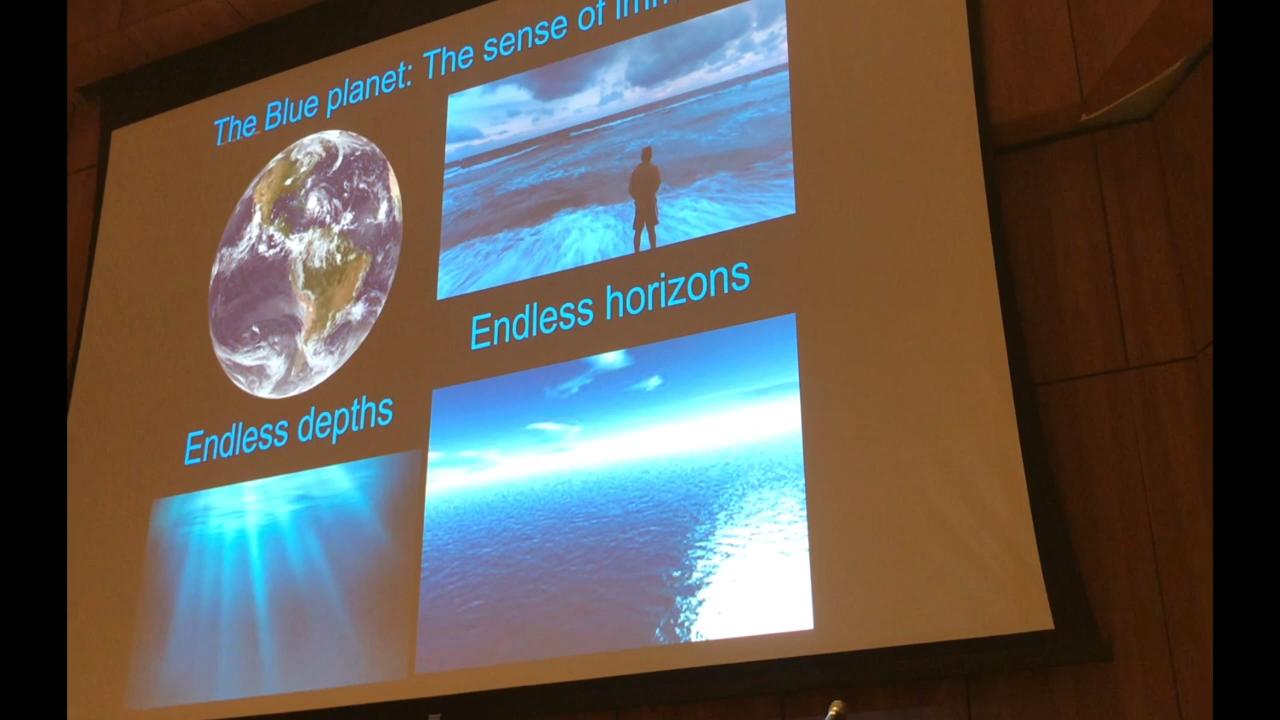 The Blue planet: The sense of
Endless horizons
Endless depths